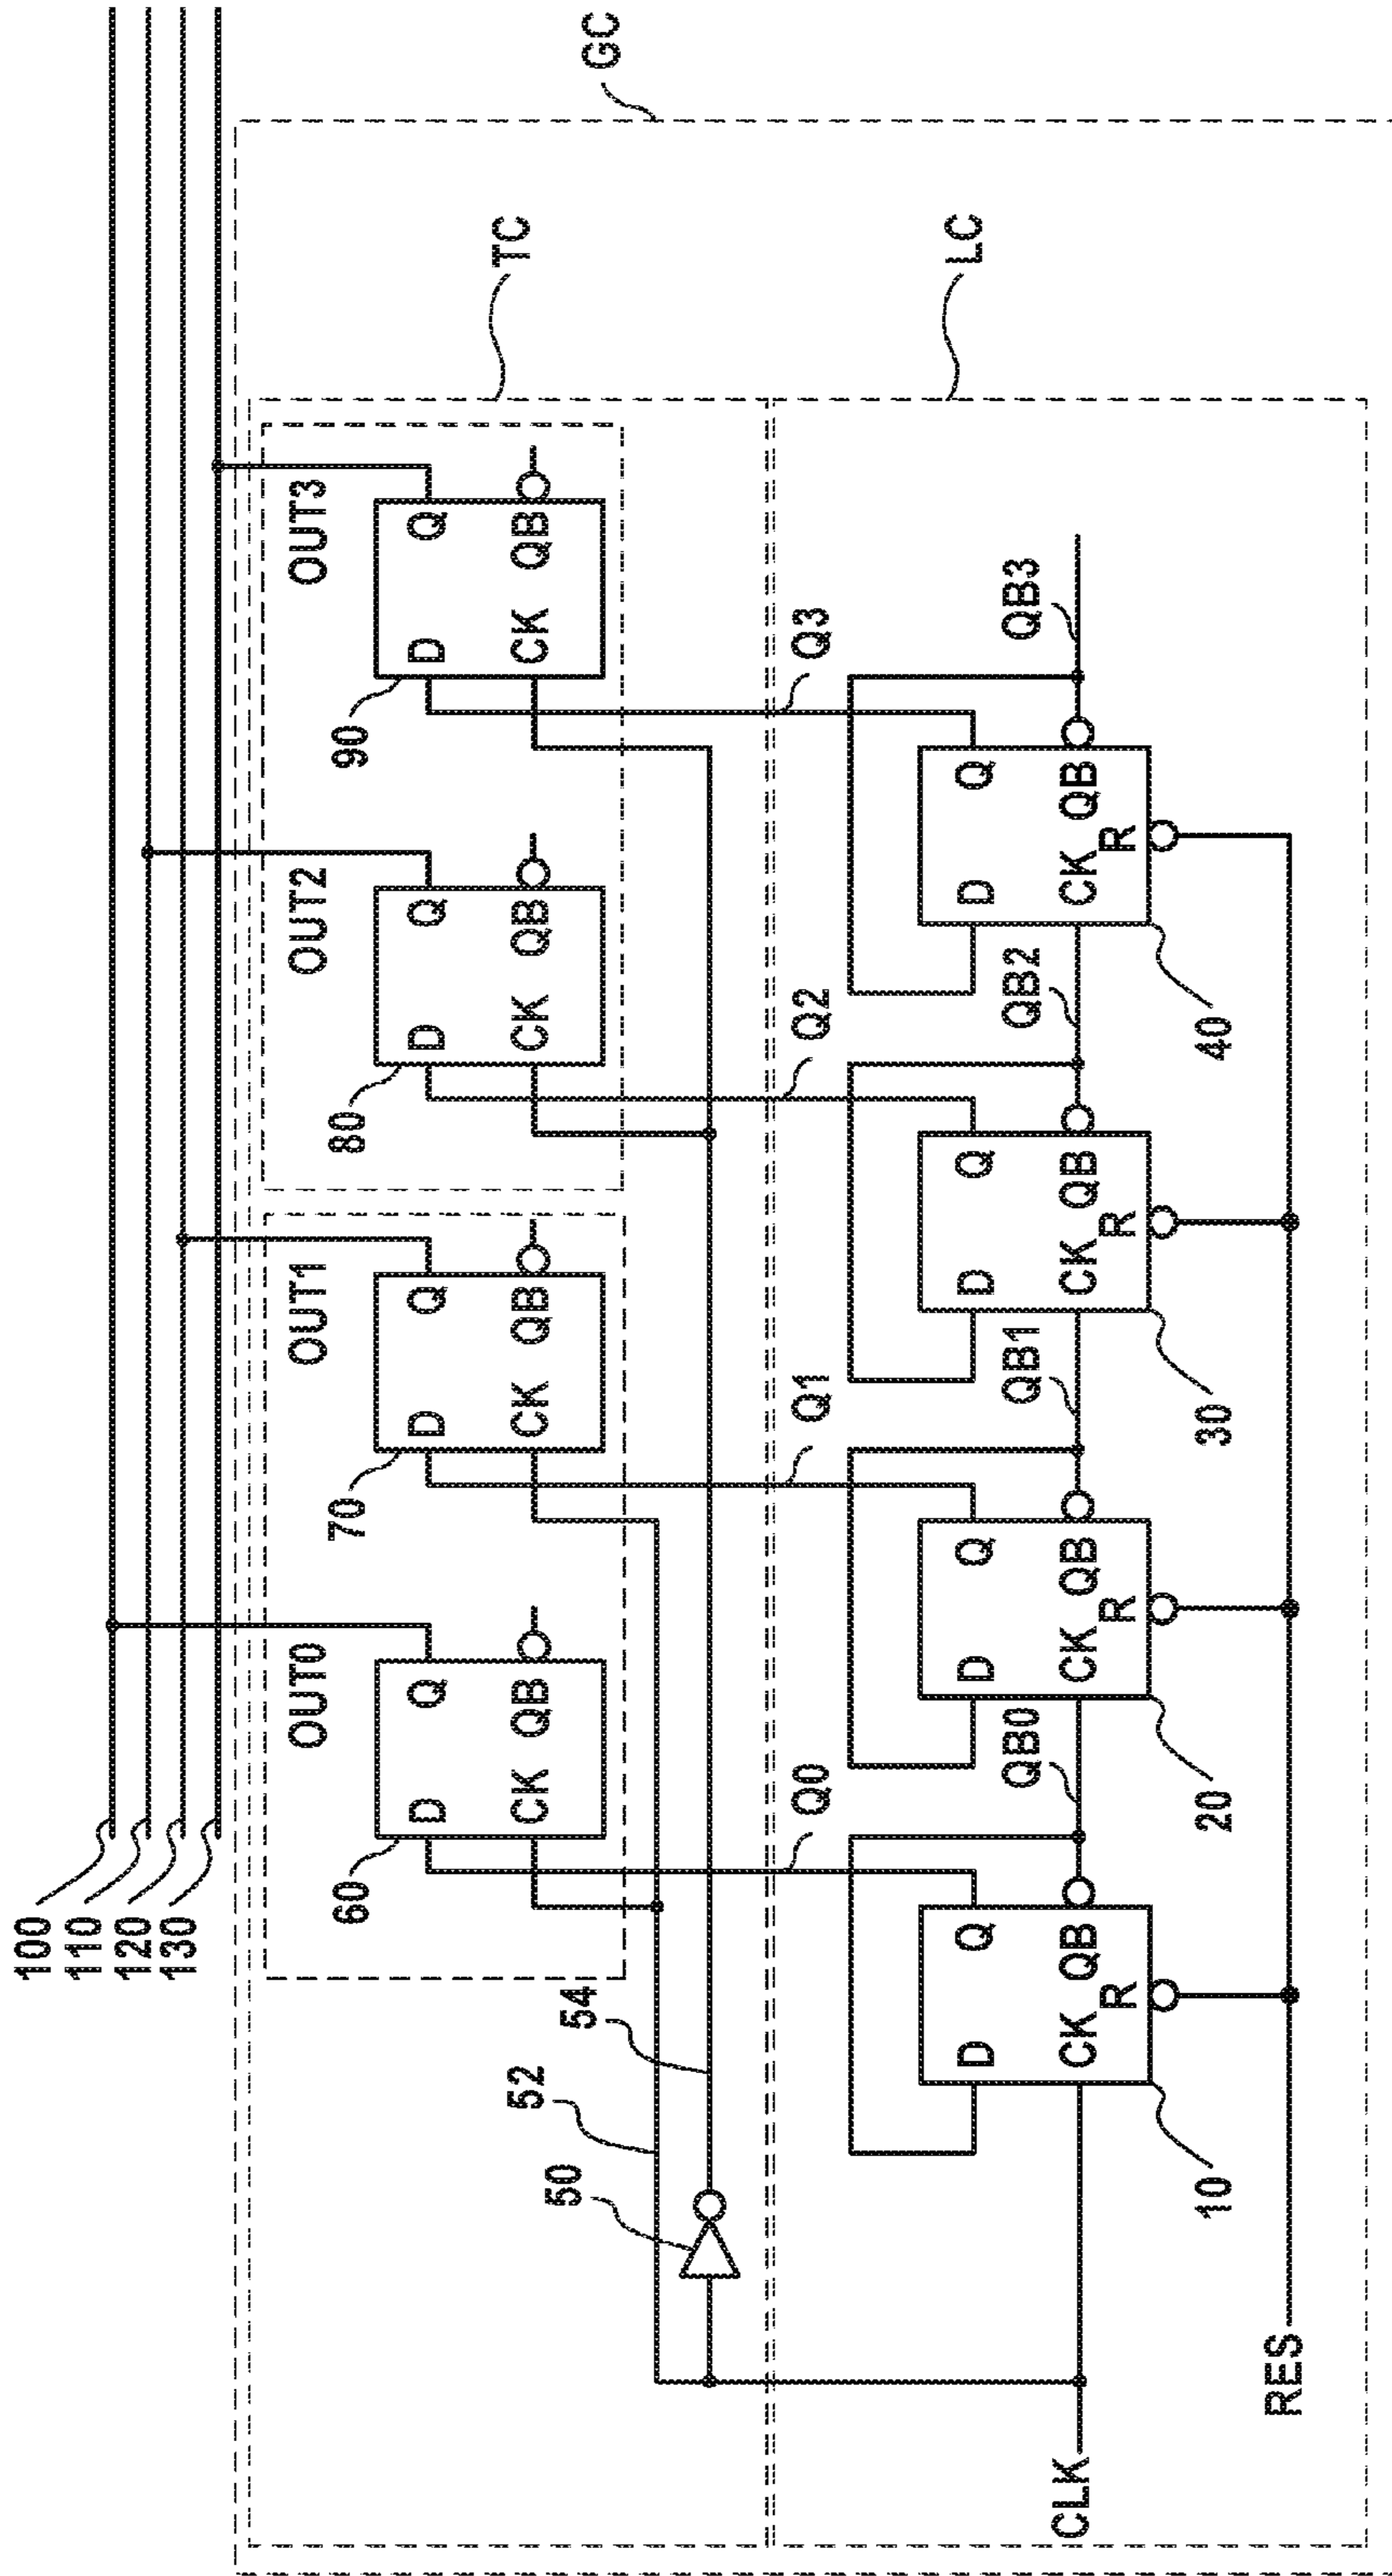 100
110
120
130
GC
TC
LC
OUT0
OUT1
OUT2
OUT3
60
D
Q
CK QB
70
D
Q
CK QB
80
D
Q
CK QB
90
D
Q
CK QB
50
52
54
Q0
Q1
Q2
Q3
D
Q
CK QB
R
10
QB0
D
Q
CK QB
R
20
QB1
D
Q
CK QB
R
30
QB2
D
Q
CK QB
R
40
QB3
CLK
RES